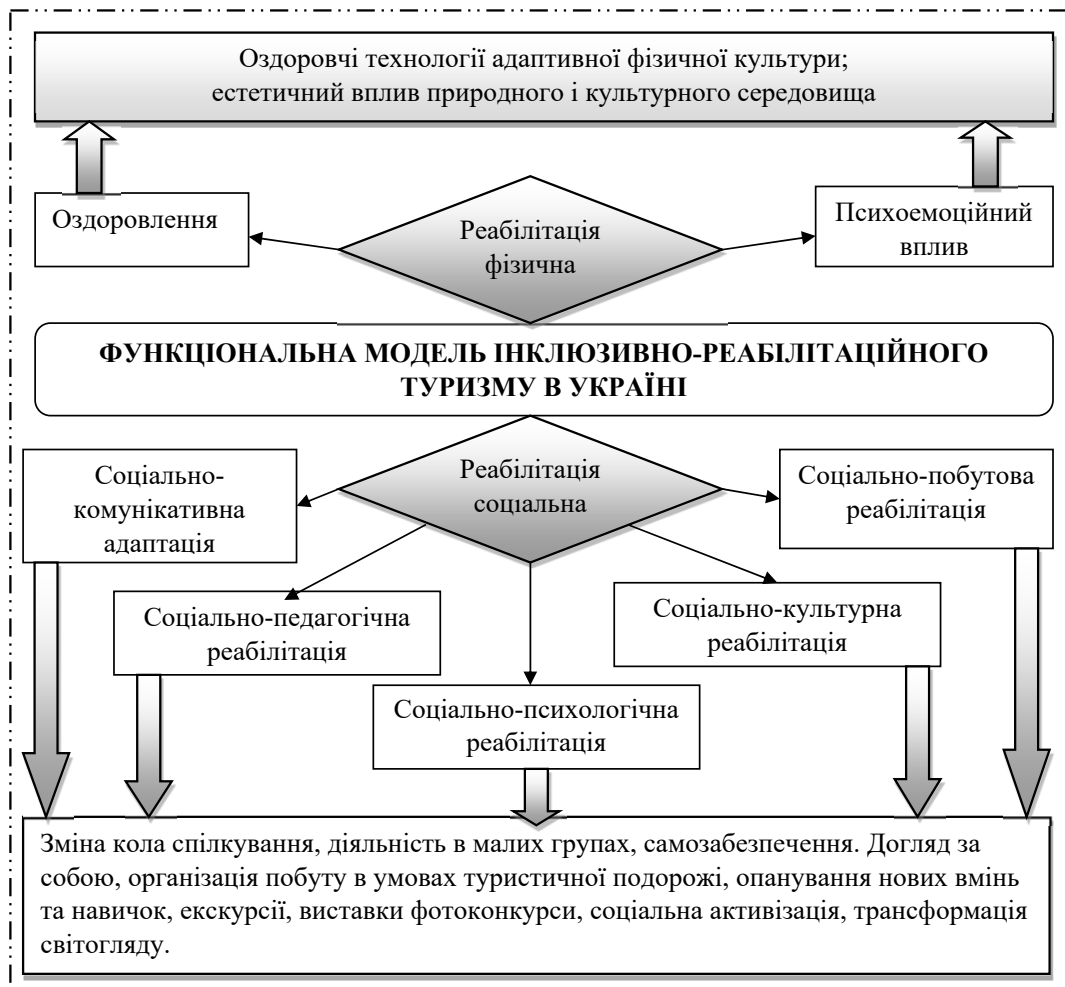 Оздоровчі технології адаптивної фізичної культури;
естетичний вплив природного і культурного середовища
Оздоровлення
Реабілітація
фізична
Психоемоційний
вплив
ФУНКЦІОНАЛЬНА МОДЕЛЬ ІНКЛЮЗИВНО-РЕАБІЛІТАЦІЙНОГО
ТУРИЗМУ В УКРАЇНІ
Соціально-
комунікативна
адаптація
Реабілітація
соціальна
Соціально-побутова
реабілітація
Соціально-педагогічна
реабілітація
Соціально-культурна
реабілітація
Соціально-психологічна
реабілітація
Зміна кола спілкування, діяльність в малих групах, самозабезпечення. Догляд за
собою, організація побуту в умовах туристичної подорожі, опанування нових вмінь
та навичок, екскурсії, виставки фотоконкурси, соціальна активізація, трансформація
світогляду.